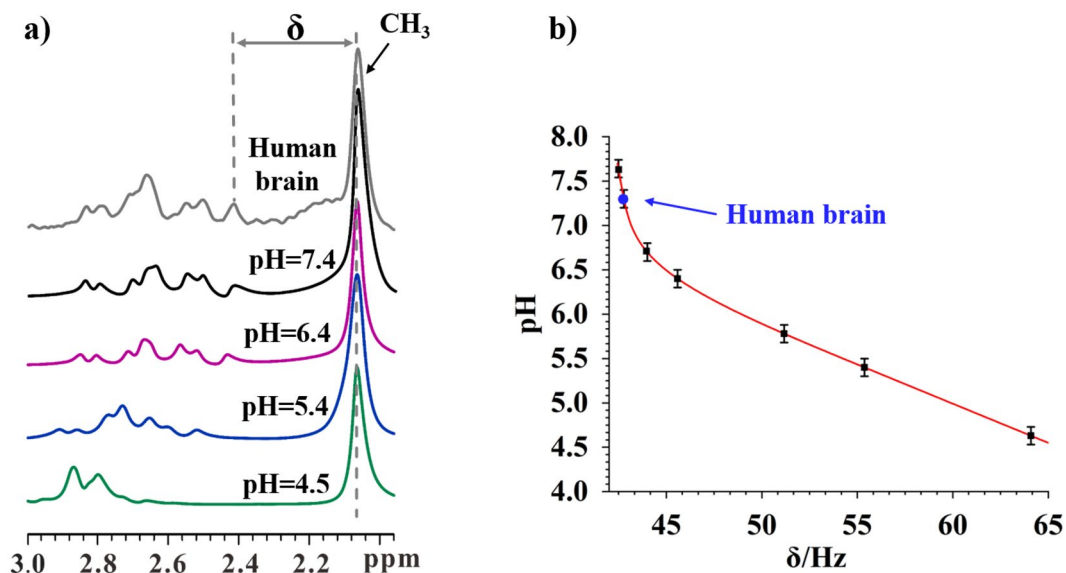 a)
δ
CH3
Human
brain
pH=7.4
pH=6.4
pH=5.4
pH=4.5
3.0 2.8 2.6 2.4 2.2 ppm
b)
pH
8.0
7.5
7.0
6.5
6.0
5.5
5.0
4.5
4.0
Human brain
45 50 55 60 65
δ/Hz